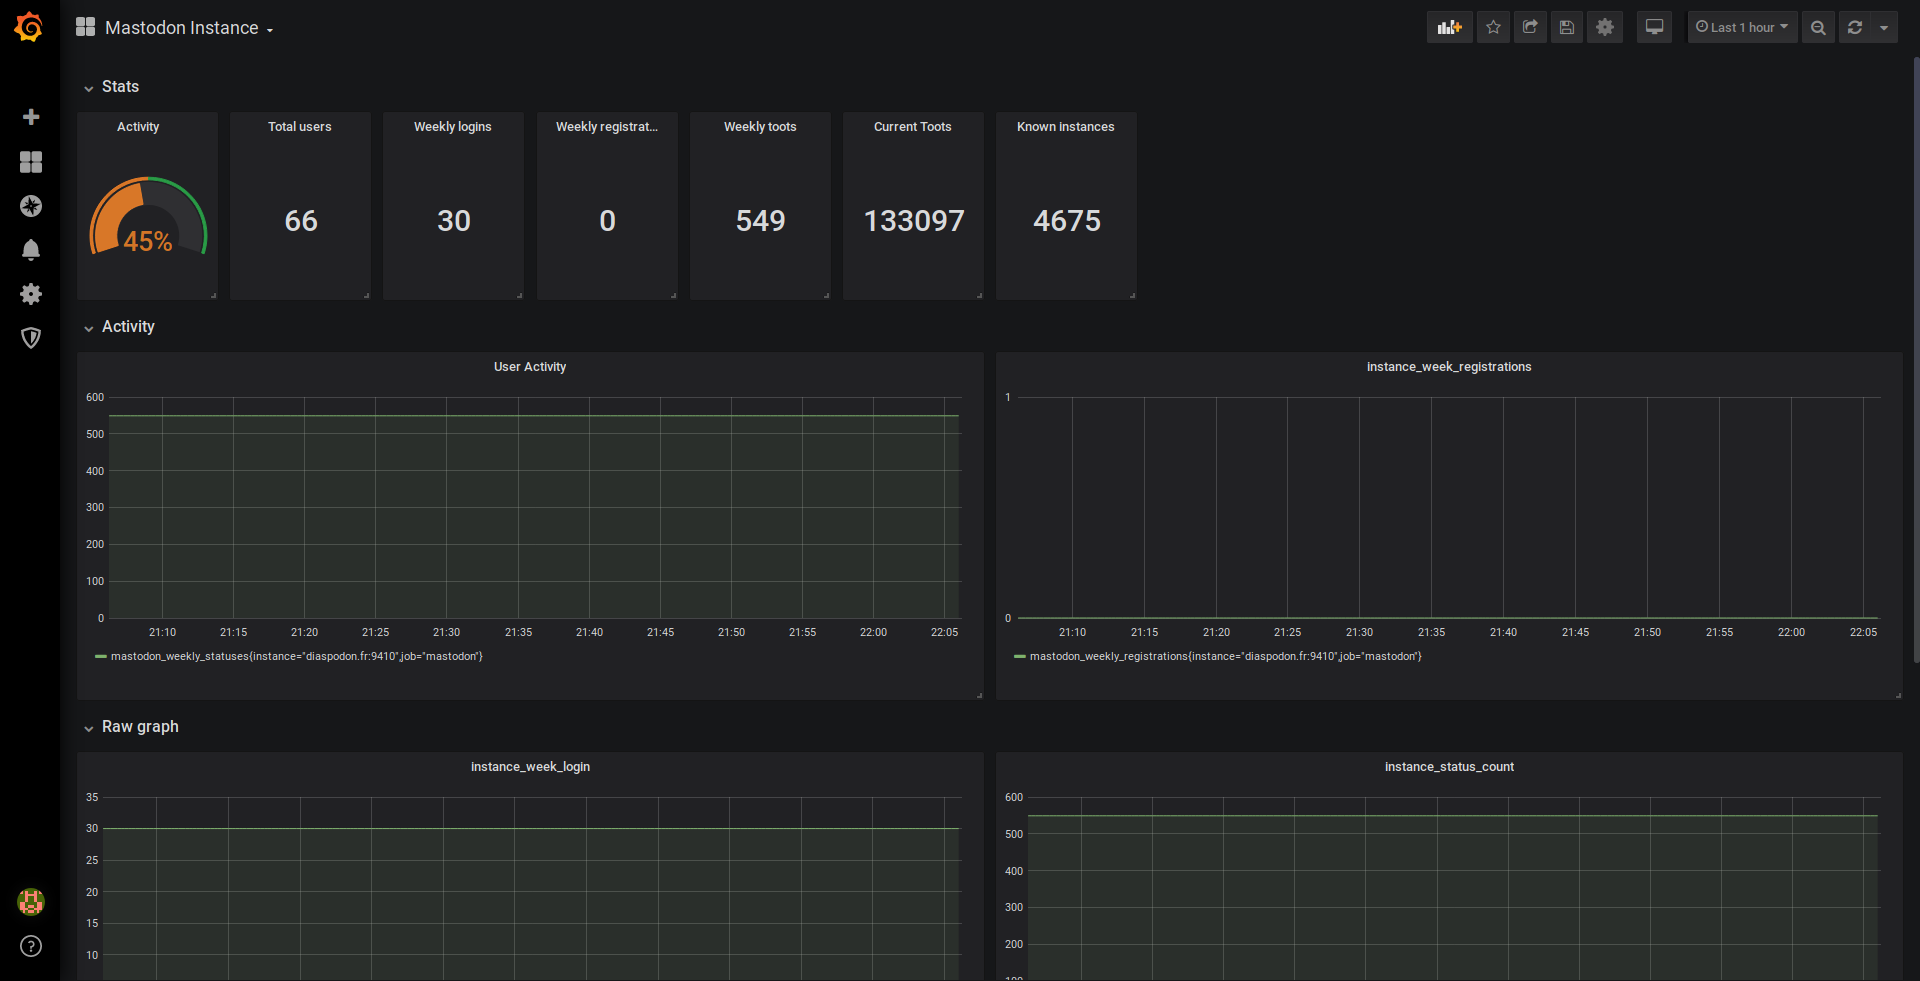 Mastodon Instance
Last 1 hour
Stats
Activity
Total users
Weekly logins
Weekly registrat...
Weekly toots
Current Toots
Known instances
45%
66
30
0
549
133097
4675
Activity
User Activity
600
500
400
300
200
100
0
21:10 21:15 21:20 21:25 21:30 21:35 21:40 21:45 21:50 21:55 22:00 22:05
mastodon_weekly_statuses{instance="diaspodon.fr:9410",job="mastodon"}
instance_week_registrations
1
0
21:10 21:15 21:20 21:25 21:30 21:35 21:40 21:45 21:50 21:55 22:00 22:05
mastodon_weekly_registrations{instance="diaspodon.fr:9410",job="mastodon"}
Raw graph
instance_week_login
35
30
25
20
15
10
instance_status_count
600
500
400
300
200
100
?